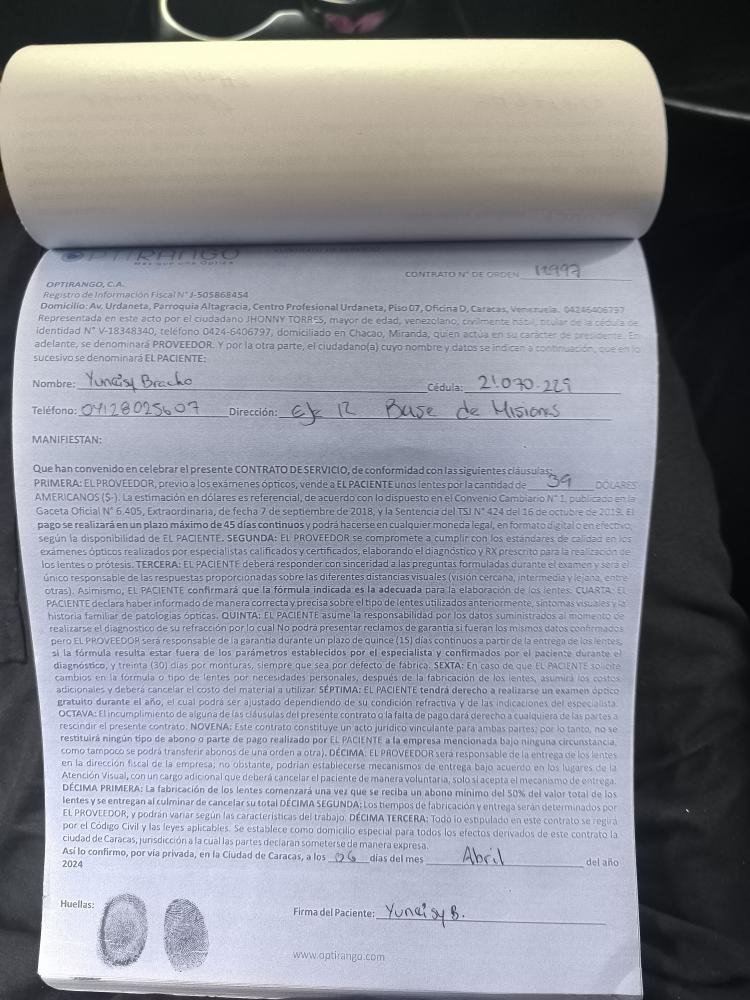 OPTIRANGO
CONTRATO N° DE ORDEN
OPTIRANGO, C.A.
Registro de Información Fiscal N° J-505868454
Domicilio: Av, Urdaneta, Parroquia Altagracia, Centro Profesional Urdaneta, Piso 07, Oficina D, Caracas, Venezuela. 04246406797
Representada en este acto por el ciudadano JHONNY TORRES, mayor de edad, venezolano, civilmente hábil, titular de la cédula de
identidad N° V-18348340, teléfono 0424-6406797, domiciliado en Chacao, Miranda, quien actúa en su carácter de presidente. En
adelante, se denominará PROVEEDOR. Y por la otra parte, el ciudadano(a) cuyo nombre y datos se indican a continuación, que en lo
sucesivo se denominará EL PACIENTE:
Nombre: Yuneisy Bracho Cédula: 21.070.229
Teléfono: 04128025607 Dirección: Eje 12 Base de Misiones
MANIFIESTAN:
Que han convenido en celebrar el presente CONTRATO DE SERVICIO, de conformidad con las siguientes cláusulas:
PRIMERA: EL PROVEEDOR, previo a los exámenes ópticos, vende a EL PACIENTE unos lentes por la cantidad de 39 DÓLARES
AMERICANOS ($-). La estimación en dólares es referencial, de acuerdo con lo dispuesto en el Convenio Cambiario N° 1, publicado en la
Gaceta Oficial N° 6.405, Extraordinaria, de fecha 7 de septiembre de 2018, y la Sentencia del TSJ N° 424 del 16 de octubre de 2019. El
pago se realizará en un plazo máximo de 45 días continuos y podrá hacerse en cualquier moneda legal, en formato digital o en efectivo,
según la disponibilidad de EL PACIENTE. SEGUNDA: EL PROVEEDOR se compromete a cumplir con los estándares de calidad en los
exámenes ópticos realizados por especialistas calificados y certificados, elaborando el diagnóstico y RX prescrito para la realización de
los lentes o prótesis. TERCERA: EL PACIENTE deberá responder con sinceridad a las preguntas formuladas durante el examen y será el
único responsable de las respuestas proporcionadas sobre las diferentes distancias visuales (visión cercana, intermedia y lejana, entre
otras). Asimismo, EL PACIENTE confirmará que la fórmula indicada es la adecuada para la elaboración de los lentes. CUARTA: EL
PACIENTE declara haber informado de manera correcta y precisa sobre el tipo de lentes utilizados anteriormente, síntomas visuales y la
historia familiar de patologías ópticas. QUINTA: EL PACIENTE asume la responsabilidad por los datos suministrados al momento de
realizarse el diagnostico de su refracción por lo cual No podrá presentar reclamos de garantía si fueran los mismos datos confirmados
pero EL PROVEEDOR será responsable de la garantía durante un plazo de quince (15) días continuos a partir de la entrega de los lentes,
si la fórmula resulta estar fuera de los parámetros establecidos por el especialista y confirmados por el paciente durante el
diagnóstico, y treinta (30) días por monturas, siempre que sea por defecto de fábrica. SEXTA: En caso de que EL PACIENTE solicite
cambios en la fórmula o tipo de lentes por necesidades personales, después de la fabricación de los lentes, asumirá los costos
adicionales y deberá cancelar el costo del material a utilizar. SÉPTIMA: EL PACIENTE tendrá derecho a realizarse un examen óptico
gratuito durante el año, el cual podrá ser ajustado dependiendo de su condición refractiva y de las indicaciones del especialista.
OCTAVA: El incumplimiento de alguna de las cláusulas del presente contrato o la falta de pago dará derecho a cualquiera de las partes a
rescindir el presente contrato. NOVENA: Este contrato constituye un acto jurídico vinculante para ambas partes; por lo tanto, no se
restituirá ningún tipo de abono o parte de pago realizado por EL PACIENTE a la empresa mencionada bajo ninguna circunstancia,
como tampoco se podrá transferir abonos de una orden a otra). DÉCIMA: EL PROVEEDOR será responsable de la entrega de los lentes
en la dirección fiscal de la empresa; no obstante, podrían establecerse mecanismos de entrega bajo acuerdo en los lugares de la
Atención Visual, con un cargo adicional que deberá cancelar el paciente de manera voluntaria, solo si acepta el mecanismo de entrega.
DÉCIMA PRIMERA: La fabricación de los lentes comenzará una vez que se reciba un abono mínimo del 50% del valor total de los
lentes y se entregan al culminar de cancelar su total DÉCIMA SEGUNDA: Los tiempos de fabricación y entrega serán determinados por
EL PROVEEDOR, y podrán variar según las características del trabajo. DÉCIMA TERCERA: Todo lo estipulado en este contrato se regirá
por el Código Civil y las leyes aplicables. Se establece como domicilio especial para todos los efectos derivados de este contrato la
ciudad de Caracas, jurisdicción a la cual las partes declaran someterse de manera expresa.
Así lo confirmo, por vía privada, en la Ciudad de Caracas, a los 06 días del mes Abril del año
2024
Huellas:
Firma del Paciente: Yuneisy B.
www.optirango.com